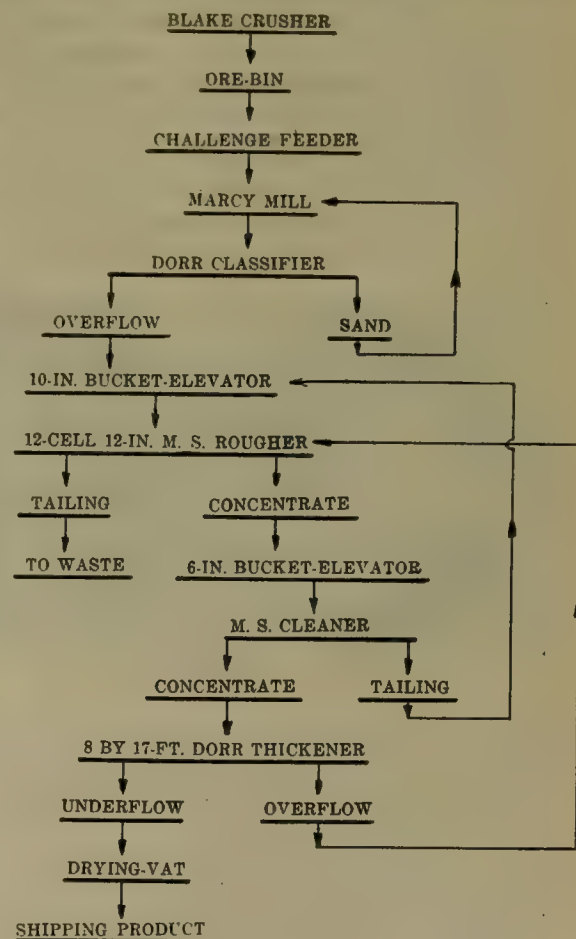 BLAKE CRUSHER
ORE-BIN
CHALLENGE FEEDER
MARCY MILL
DORR CLASSIFIER
OVERFLOW
SAND
10-IN. BUCKET-ELEVATOR
12-CELL 12-IN. M. S. ROUGHER
TAILING
CONCENTRATE
TO WASTE
6-IN. BUCKET-ELEVATOR
M. S. CLEANER
CONCENTRATE
TAILING
8 BY 17-FT. DORR THICKENER
UNDERFLOW
OVERFLOW
DRYING-VAT
SHIPPING PRODUCT